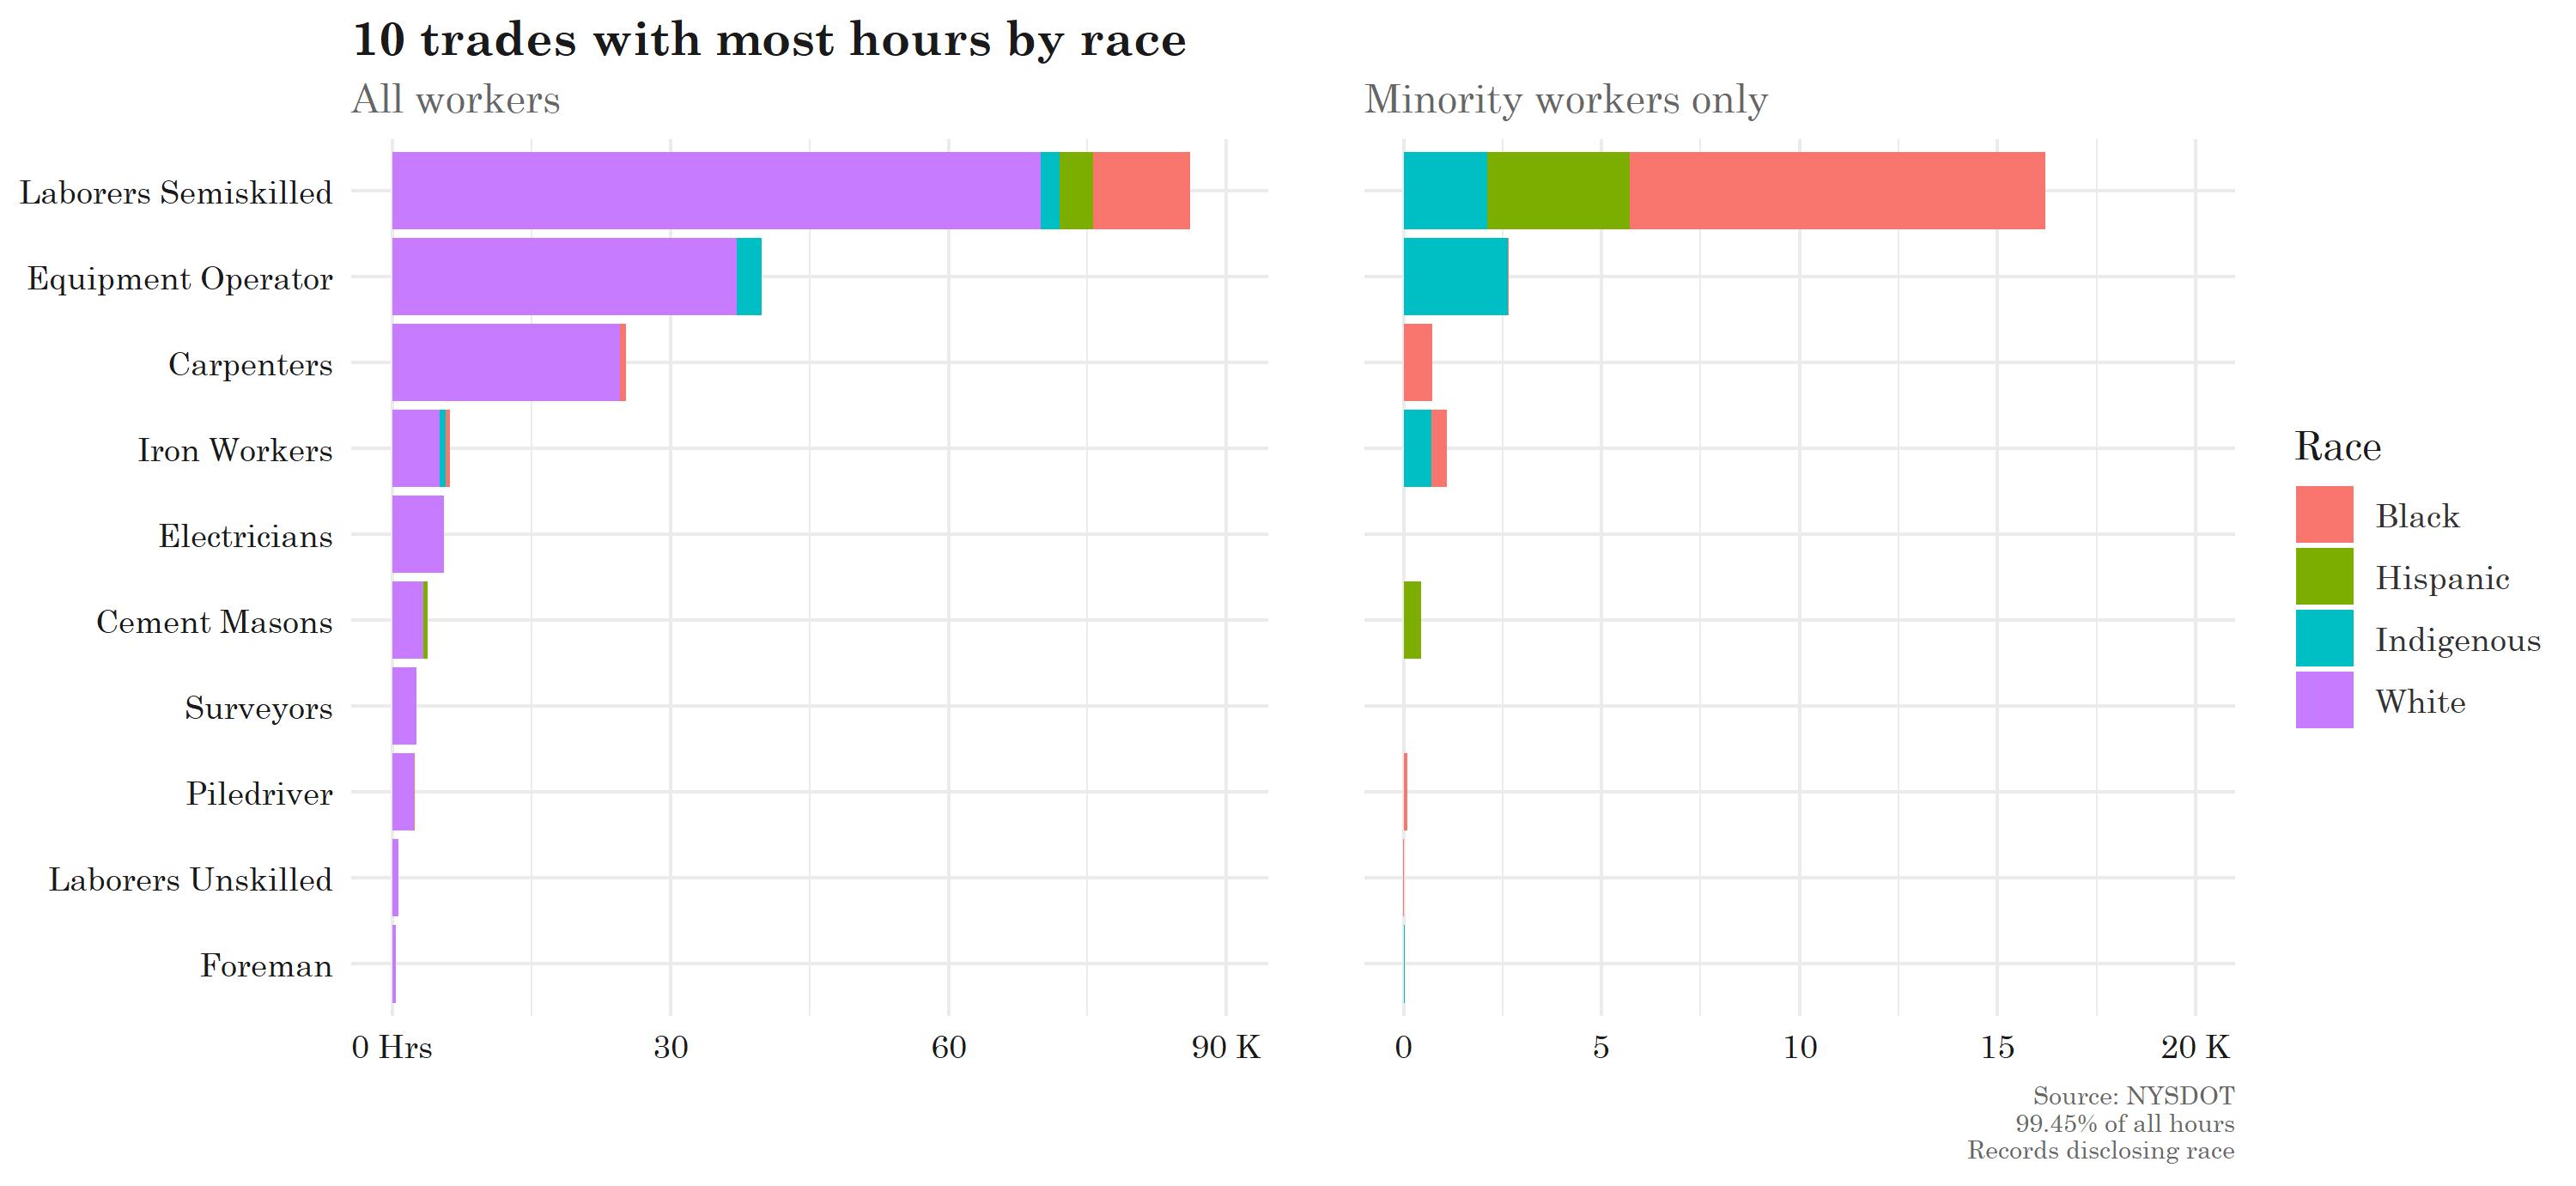 10 trades with most hours by race
All workers
Minority workers only
Laborers Semiskilled
Equipment Operator
Carpenters
Iron Workers
Electricians
Cement Masons
Surveyors
Piledriver
Laborers Unskilled
Foreman
0 Hrs 30 60 90 K
0 5 10 15 20 K
Race
Black
Hispanic
Indigenous
White
Source: NYSDOT
99.45% of all hours
Records disclosing race